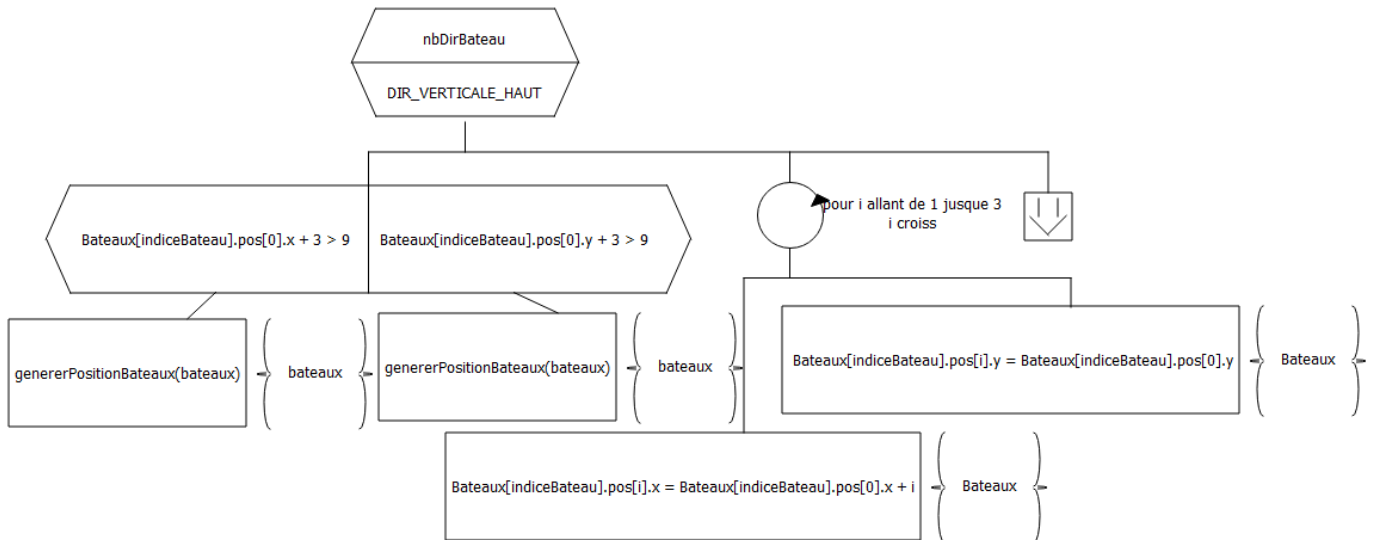 nbDirBateau
DIR_VERTICALE_HAUT
pour i allant de 1 jusque 3
i croiss
Bateaux[indiceBateau].pos[0].x + 3 > 9
Bateaux[indiceBateau].pos[0].y + 3 > 9
genererPositionBateaux(bateaux)
bateaux
genererPositionBateaux(bateaux)
bateaux
Bateaux[indiceBateau].pos[i].y = Bateaux[indiceBateau].pos[0].y
Bateaux
Bateaux[indiceBateau].pos[i].x = Bateaux[indiceBateau].pos[0].x + i
Bateaux